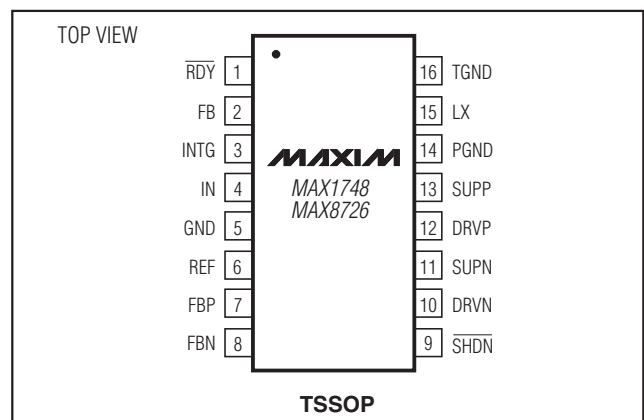 TOP VIEW
RDY 1
FB 2
INTG 3
IN 4
GND 5
REF 6
FBP 7
FBN 8
MAXIM
MAX1748
MAX8726
16 TGND
15 LX
14 PGND
13 SUPP
12 DRVP
11 SUPN
10 DRVN
9 SHDN
TSSOP